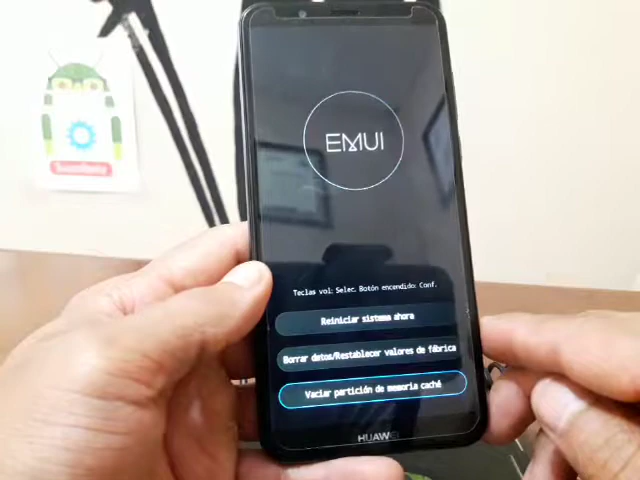 EMUI
Teclas vol: Selec. Botón encendido: Conf.
Reiniciar sistema ahora
Borrar datos/Restablecer valores de fábrica
Vaciar partición de memoria caché
HUAWEI